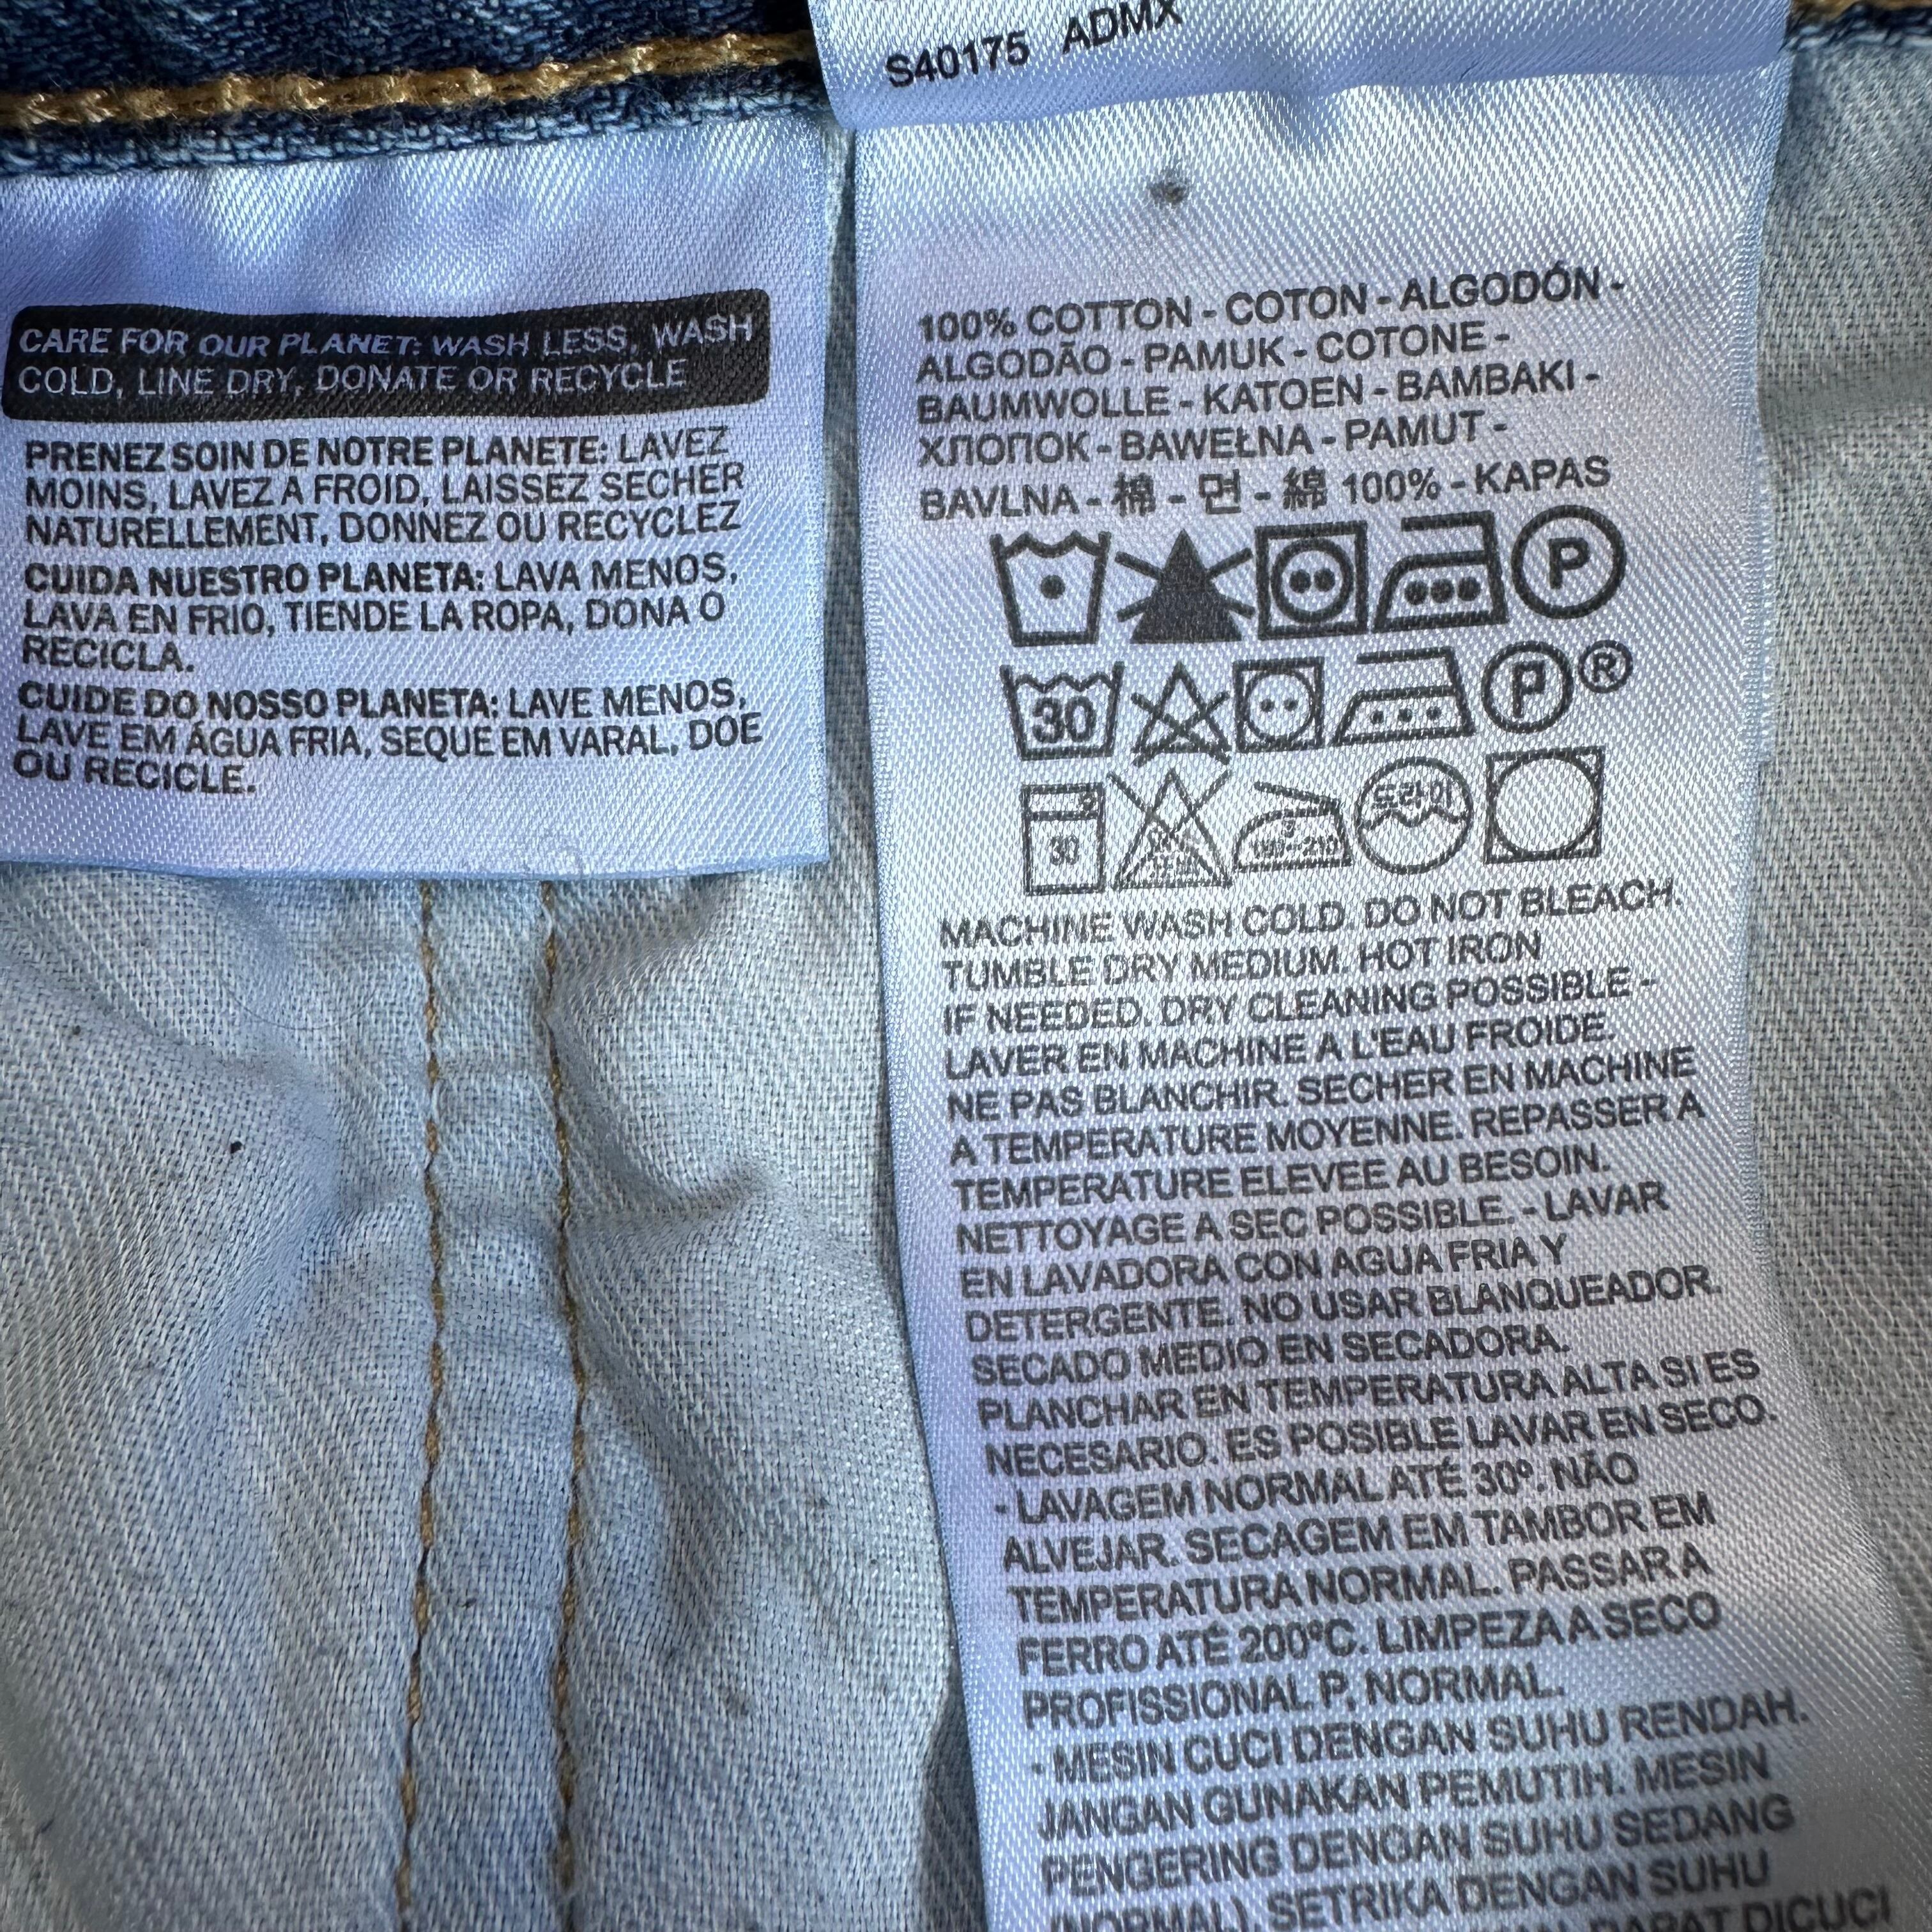 S40175 ADMX
CARE FOR OUR PLANET: WASH LESS, WASH
COLD, LINE DRY, DONATE OR RECYCLE
PRENEZ SOIN DE NOTRE PLANETE: LAVEZ
MOINS, LAVEZ A FROID, LAISSEZ SECHER
NATURELLEMENT, DONNEZ OU RECYCLEZ
CUIDA NUESTRO PLANETA: LAVA MENOS,
LAVA EN FRIO, TIENDE LA ROPA, DONA O
RECICLA.
CUIDE DO NOSSO PLANETA: LAVE MENOS,
LAVE EM ÁGUA FRIA, SEQUE EM VARAL, DOE
OU RECICLE.
100% COTTON - COTON - ALGODÓN -
ALGODÃO - PAMUK - COTONE -
BAUMWOLLE - KATOEN - BAMBAKI -
ХЛОПОК - BAWEŁNA - PAMUT -
BAVLNA - 棉 - 면 - 綿 100% - KAPAS
P
30 P ®
30 드라이
MACHINE WASH COLD. DO NOT BLEACH.
TUMBLE DRY MEDIUM. HOT IRON
IF NEEDED. DRY CLEANING POSSIBLE -
LAVER EN MACHINE A L'EAU FROIDE.
NE PAS BLANCHIR. SECHER EN MACHINE
A TEMPERATURE MOYENNE. REPASSER A
TEMPERATURE ELEVEE AU BESOIN.
NETTOYAGE A SEC POSSIBLE. - LAVAR
EN LAVADORA CON AGUA FRIA Y
DETERGENTE. NO USAR BLANQUEADOR.
SECADO MEDIO EN SECADORA.
PLANCHAR EN TEMPERATURA ALTA SI ES
NECESARIO. ES POSIBLE LAVAR EN SECO.
- LAVAGEM NORMAL ATÉ 30º. NÃO
ALVEJAR. SECAGEM EM TAMBOR EM
TEMPERATURA NORMAL. PASSAR A
FERRO ATÉ 200ºC. LIMPEZA A SECO
PROFISSIONAL P, NORMAL.
- MESIN CUCI DENGAN SUHU RENDAH.
JANGAN GUNAKAN PEMUTIH. MESIN
PENGERING DENGAN SUHU SEDANG
(NORMAL), SETRIKA DENGAN SUHU
DAPAT DICUCI